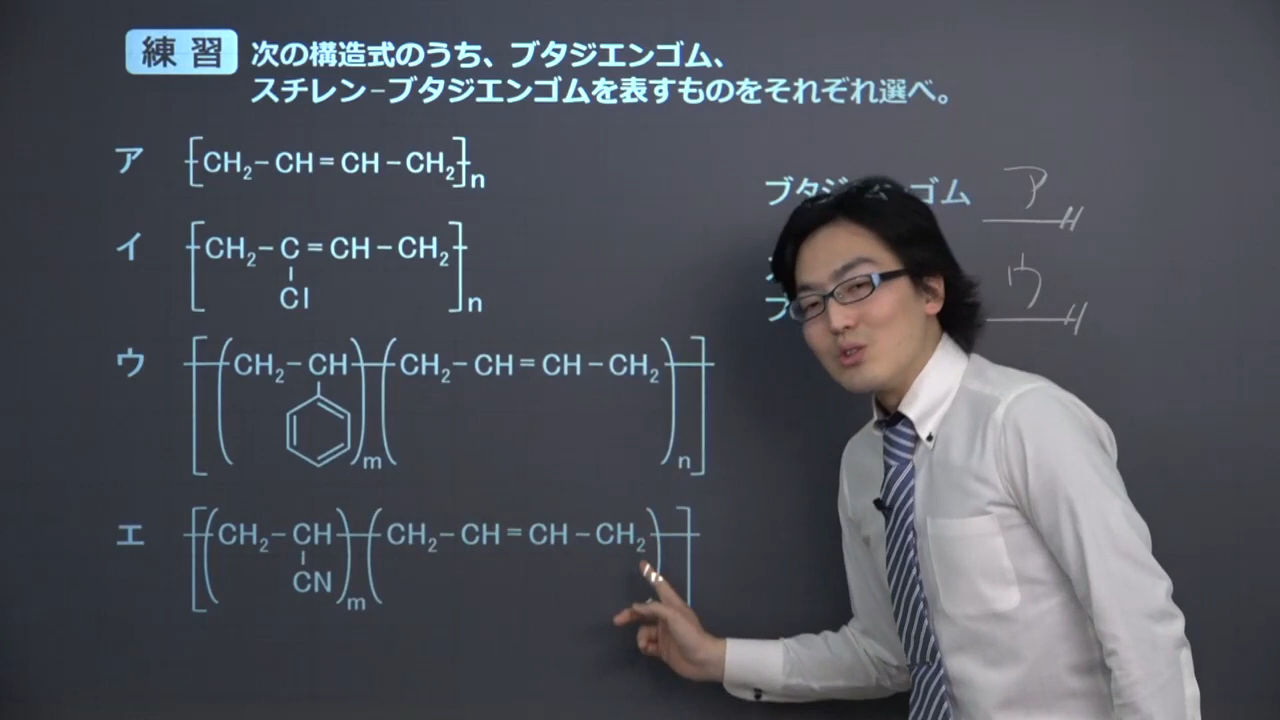 練習 次の構造式のうち、ブタジエンゴム、
スチレン−ブタジエンゴムを表すものをそれぞれ選べ。
ア [CH₂−CH=CH−CH₂]n
イ [CH₂−C=CH−CH₂]n
Cl
ウ [(CH₂−CH)m(CH₂−CH=CH−CH₂)n]
エ [(CH₂−CH)m(CH₂−CH=CH−CH₂)]
CN
ゴム ア
ウ